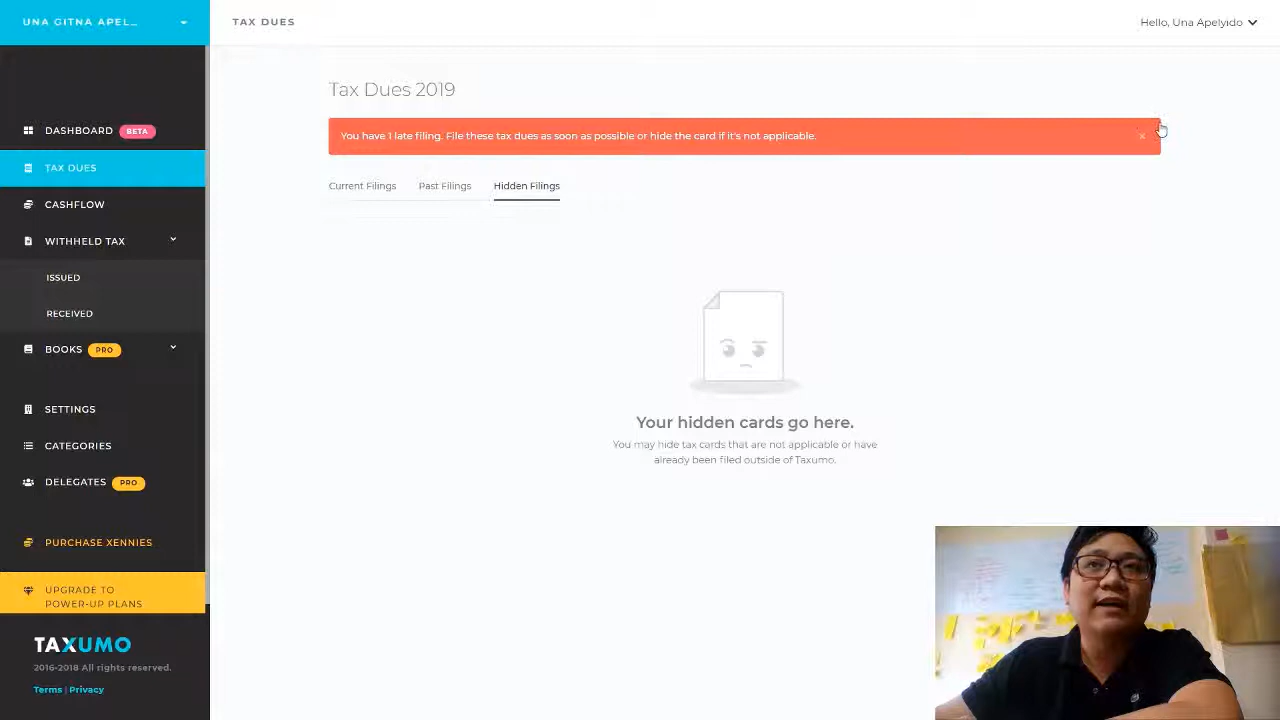 UNA GITNA APEL...
TAX DUES
Hello, Una Apelyido
DASHBOARD BETA
TAX DUES
CASHFLOW
WITHHELD TAX
ISSUED
RECEIVED
BOOKS PRO
SETTINGS
CATEGORIES
DELEGATES PRO
PURCHASE XENNIES
UPGRADE TO
POWER-UP PLANS
TAXUMO
2016-2018 All rights reserved.
Terms | Privacy
Tax Dues 2019
You have 1 late filing. File these tax dues as soon as possible or hide the card if it's not applicable. ×
Current Filings Past Filings Hidden Filings
Your hidden cards go here.
You may hide tax cards that are not applicable or have
already been filed outside of Taxumo.